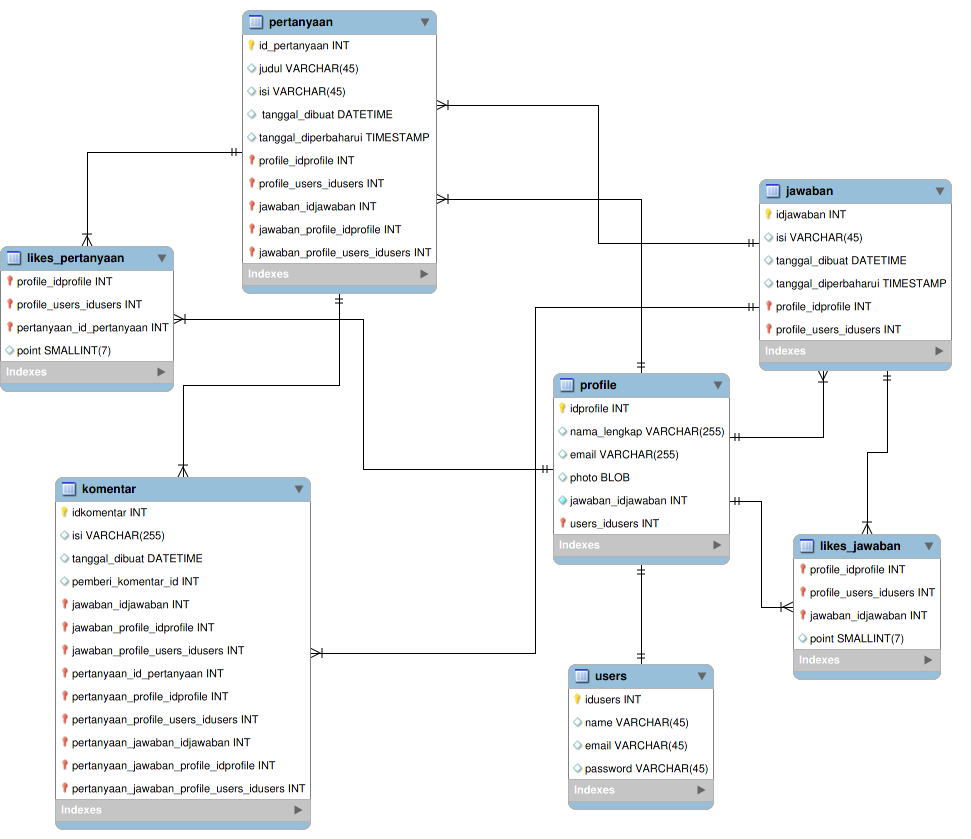 pertanyaan
id_pertanyaan INT
judul VARCHAR(45)
isi VARCHAR(45)
tanggal_dibuat DATETIME
tanggal_diperbaharui TIMESTAMP
profile_idprofile INT
profile_users_idusers INT
jawaban_idjawaban INT
jawaban_profile_idprofile INT
jawaban_profile_users_idusers INT
Indexes
jawaban
idjawaban INT
isi VARCHAR(45)
tanggal_dibuat DATETIME
tanggal_diperbaharui TIMESTAMP
profile_idprofile INT
profile_users_idusers INT
Indexes
likes_pertanyaan
profile_idprofile INT
profile_users_idusers INT
pertanyaan_id_pertanyaan INT
point SMALLINT(7)
Indexes
profile
idprofile INT
nama_lengkap VARCHAR(255)
email VARCHAR(255)
photo BLOB
jawaban_idjawaban INT
users_idusers INT
Indexes
komentar
idkomentar INT
isi VARCHAR(255)
tanggal_dibuat DATETIME
pemberi_komentar_id INT
jawaban_idjawaban INT
jawaban_profile_idprofile INT
jawaban_profile_users_idusers INT
pertanyaan_id_pertanyaan INT
pertanyaan_profile_idprofile INT
pertanyaan_profile_users_idusers INT
pertanyaan_jawaban_idjawaban INT
pertanyaan_jawaban_profile_idprofile INT
pertanyaan_jawaban_profile_users_idusers INT
Indexes
likes_jawaban
profile_idprofile INT
profile_users_idusers INT
jawaban_idjawaban INT
point SMALLINT(7)
Indexes
users
idusers INT
name VARCHAR(45)
email VARCHAR(45)
password VARCHAR(45)
Indexes